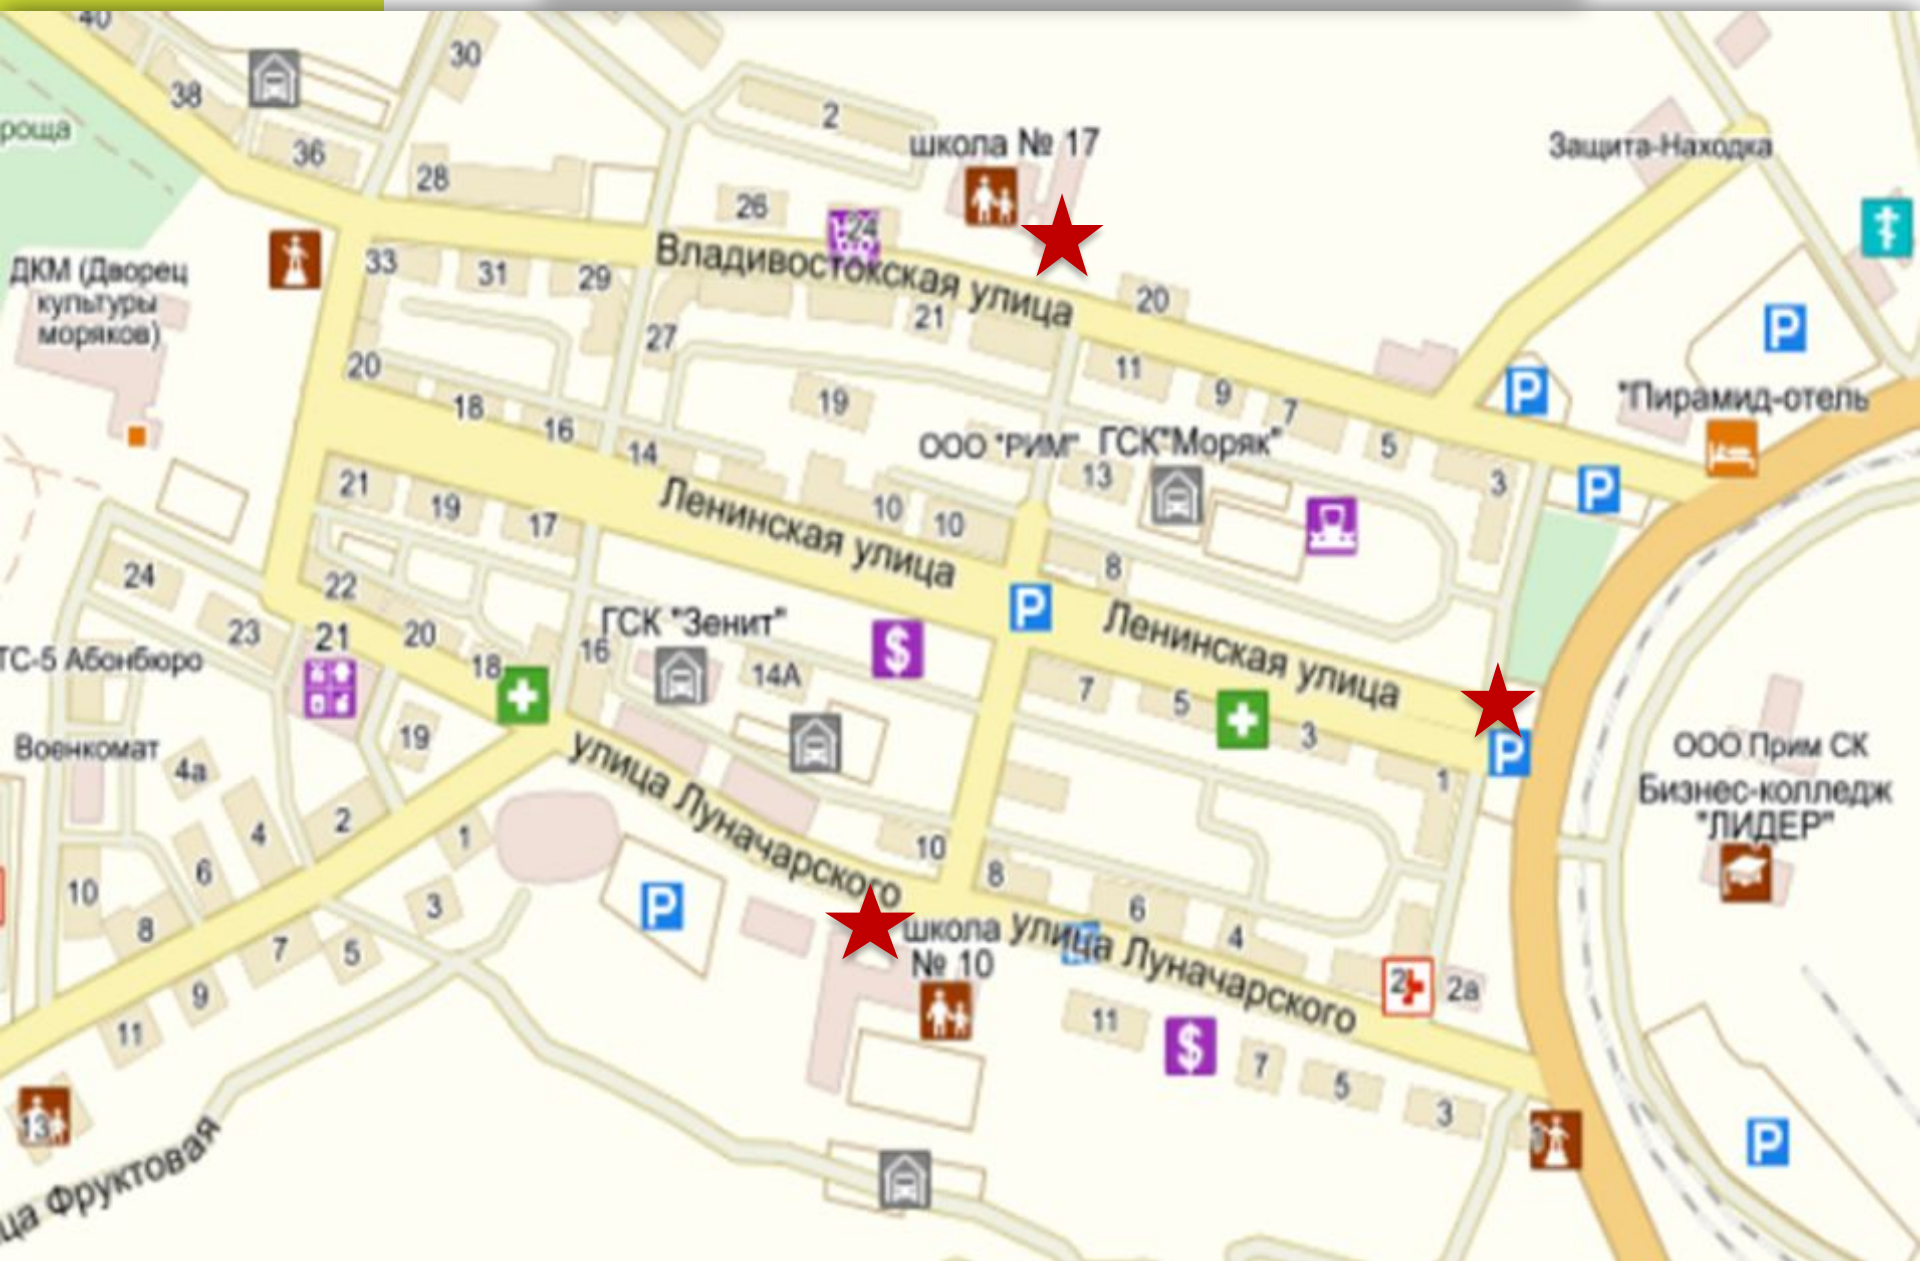 40
30
38
36
28
2
школа № 17
Защита-Находка
роща
26
24
ДКМ (Дворец
культуры
моряков)
33
31
29
Владивостокская улица
20
27
21
20
18
16
14
19
11
9
7
5
3
"Пирамид-отель
ООО "РИМ"
ГСК"Моряк"
13
21
19
17
Ленинская улица
10
10
8
24
22
23
21
20
18
16
ГСК "Зенит"
14А
Ленинская улица
7
5
3
1
ТС-5 Абонбюро
Военкомат
19
4а
4
2
6
1
3
10
8
7
5
9
11
13
улица Луначарского
10
8
6
4
школа
№ 10
улица Луначарского
2
2а
11
7
5
3
ООО Прим СК
Бизнес-колледж
"ЛИДЕР"
ца Фруктовая
P
P
P
P
P
P
P
$
$